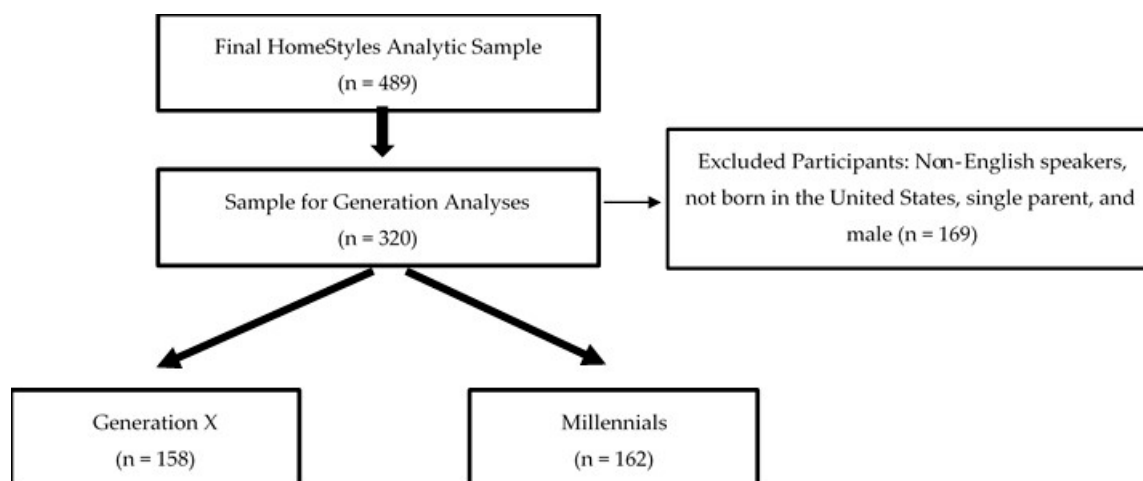 Final HomeStyles Analytic Sample
(n = 489)
Sample for Generation Analyses
(n = 320)
Excluded Participants: Non-English speakers,
not born in the United States, single parent, and
male (n = 169)
Generation X
(n = 158)
Millennials
(n = 162)